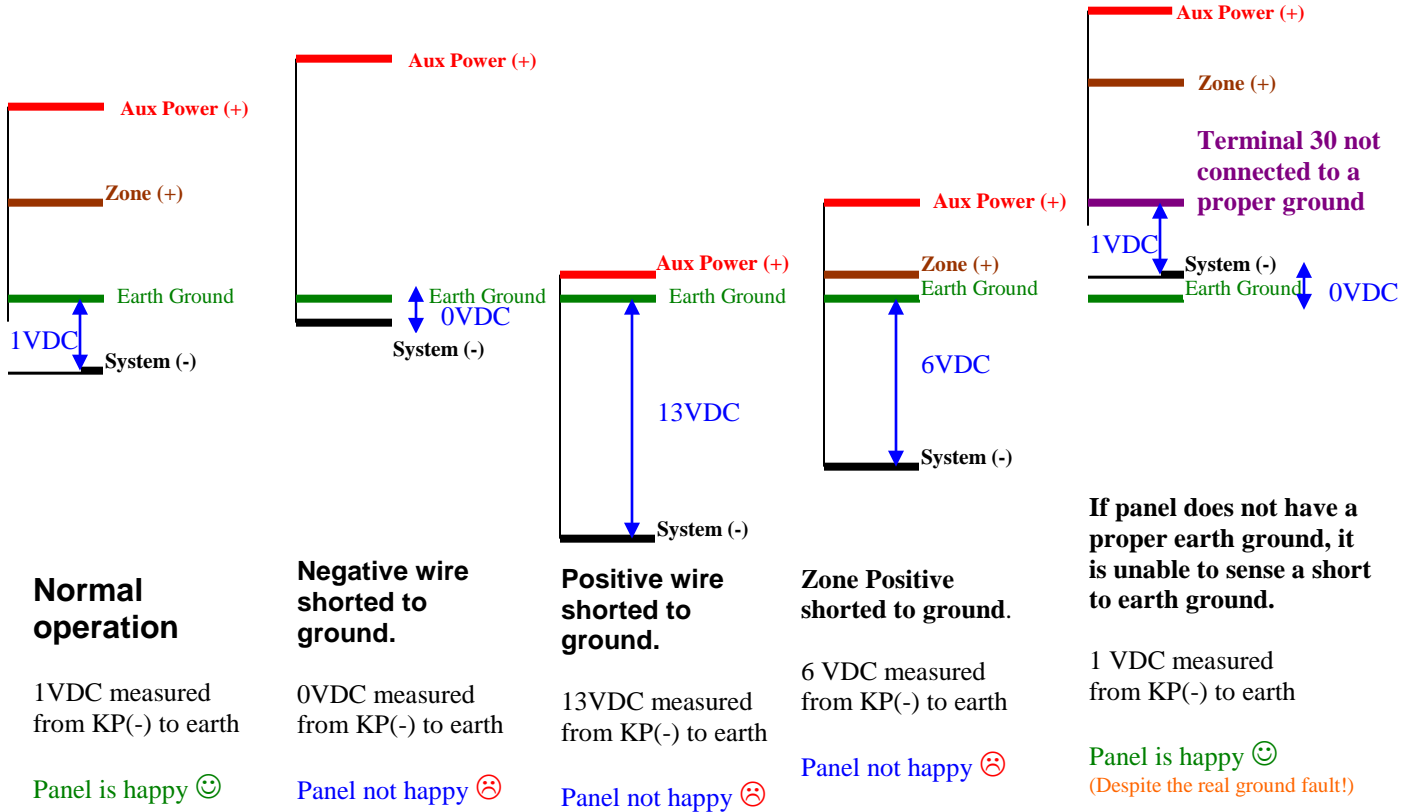 Aux Power (+)
Zone (+)
Earth Ground
1VDC
System (-)
Normal
operation
1VDC measured
from KP(-) to earth
Panel is happy ☺
Aux Power (+)
Earth Ground
0VDC
System (-)
Negative wire
shorted to
ground.
0VDC measured
from KP(-) to earth
Panel not happy ☹
Aux Power (+)
Earth Ground
13VDC
System (-)
Positive wire
shorted to
ground.
13VDC measured
from KP(-) to earth
Panel not happy ☹
Aux Power (+)
Zone (+)
Earth Ground
6VDC
System (-)
Zone Positive
shorted to ground.
6 VDC measured
from KP(-) to earth
Panel not happy ☹
Aux Power (+)
Zone (+)
Terminal 30 not
connected to a
proper ground
1VDC
System (-)
Earth Ground
0VDC
If panel does not have a
proper earth ground, it
is unable to sense a short
to earth ground.
1 VDC measured
from KP(-) to earth
Panel is happy ☺
(Despite the real ground fault!)